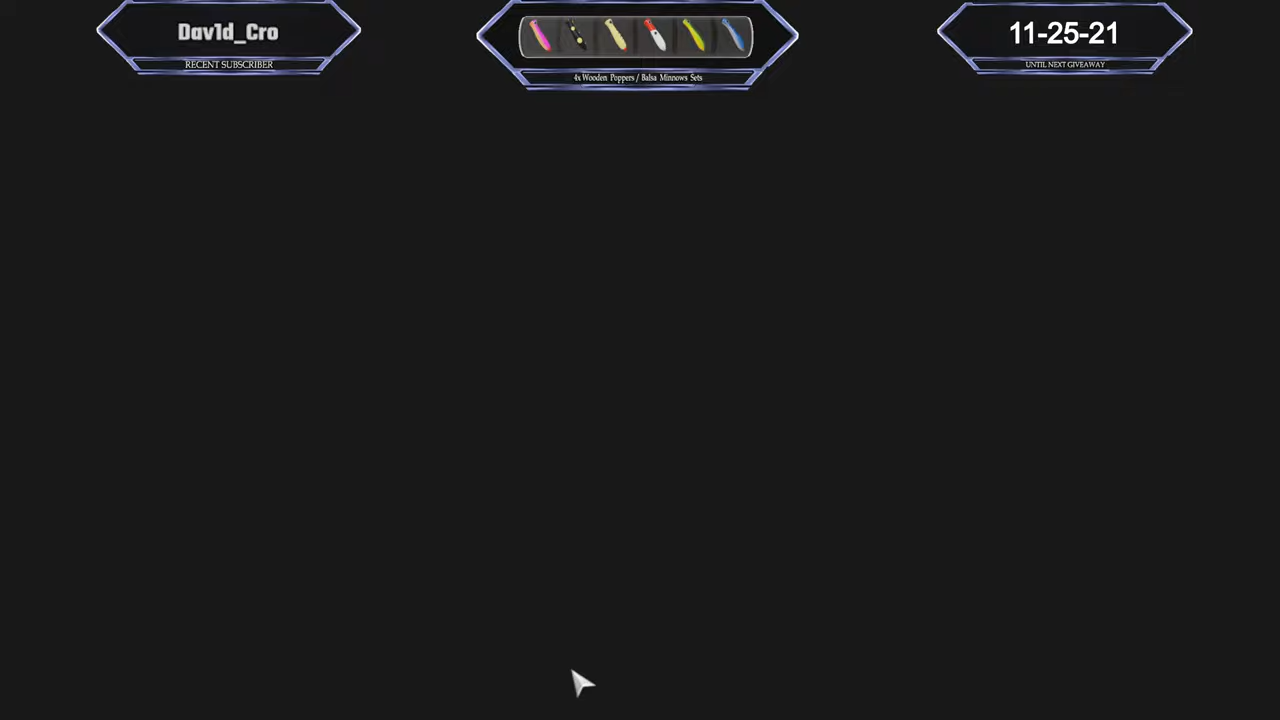 Dav1d_Cro
RECENT SUBSCRIBER
4x Wooden Poppers / Balsa Minnows Sets
11-25-21
UNTIL NEXT GIVEAWAY